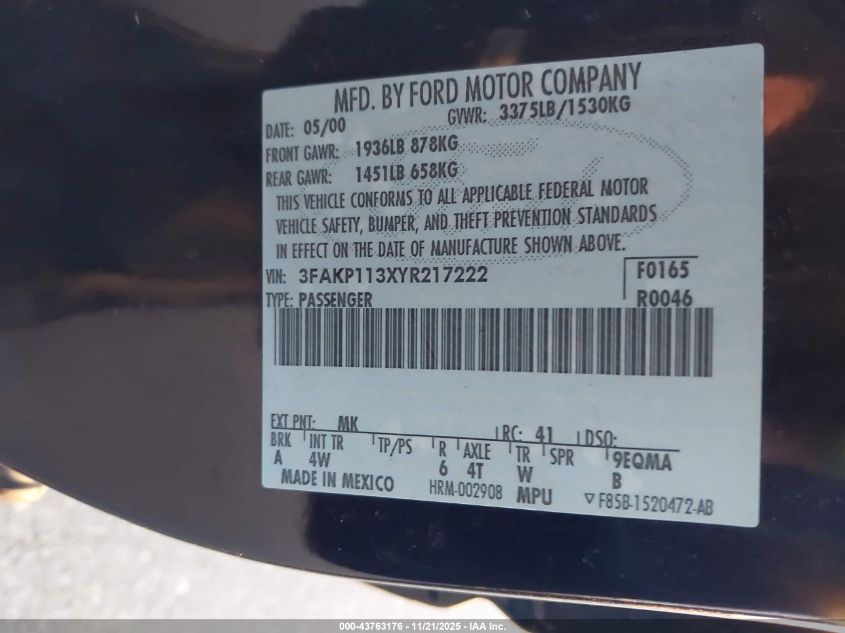 MFD. BY FORD MOTOR COMPANY
DATE: 05/00 GVWR: 3375LB/1530KG
FRONT GAWR: 1936LB 878KG
REAR GAWR: 1451LB 658KG
THIS VEHICLE CONFORMS TO ALL APPLICABLE FEDERAL MOTOR
VEHICLE SAFETY, BUMPER, AND THEFT PREVENTION STANDARDS
IN EFFECT ON THE DATE OF MANUFACTURE SHOWN ABOVE.
VIN: 3FAKP113XYR217222 F0165
TYPE: PASSENGER R0046
EXT PNT: MK RC: 41 DSO:
BRK INT TR TP/PS R AXLE TR SPR 9EQMA
A 4W 6 4T W B
MADE IN MEXICO HRM-002908 MPU ▽ F85B-1520472-AB
000-43763176 - 11/21/2025 - IAA Inc.